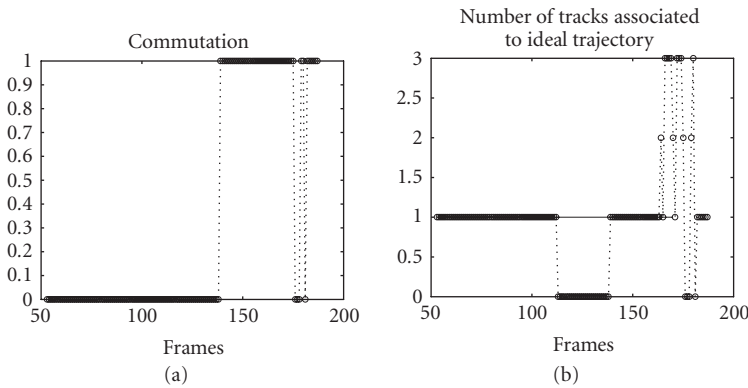 Commutation
1
0.9
0.8
0.7
0.6
0.5
0.4
0.3
0.2
0.1
0
50 100 150 200
Frames
(a)
Number of tracks associated
to ideal trajectory
3
2.5
2
1.5
1
0.5
0
50 100 150 200
Frames
(b)